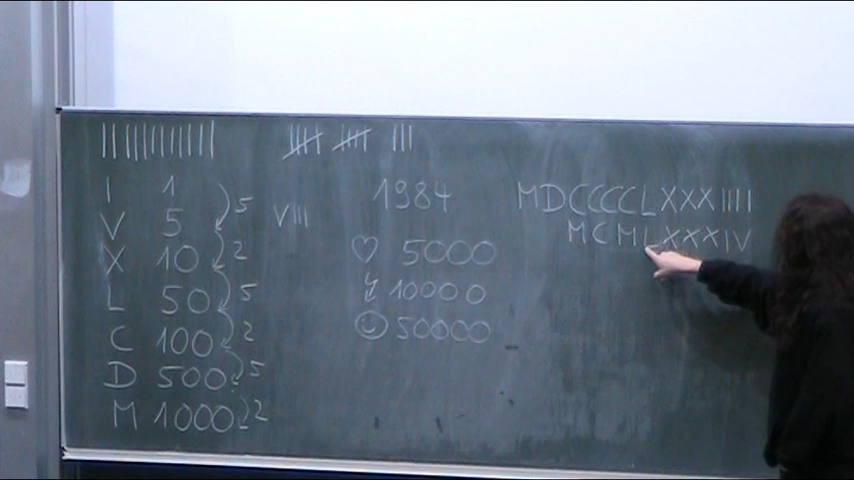 ||||||||||| 𝍸 𝍸 |||
I 1 5
V 5 2
X 10 5
L 50 2
C 100 5
D 500 2
M 1000
VIII
1984
♡ 5000
↯ 10000
☺ 50000
MDCCCCLXXXIIII
MCMLXXXIV